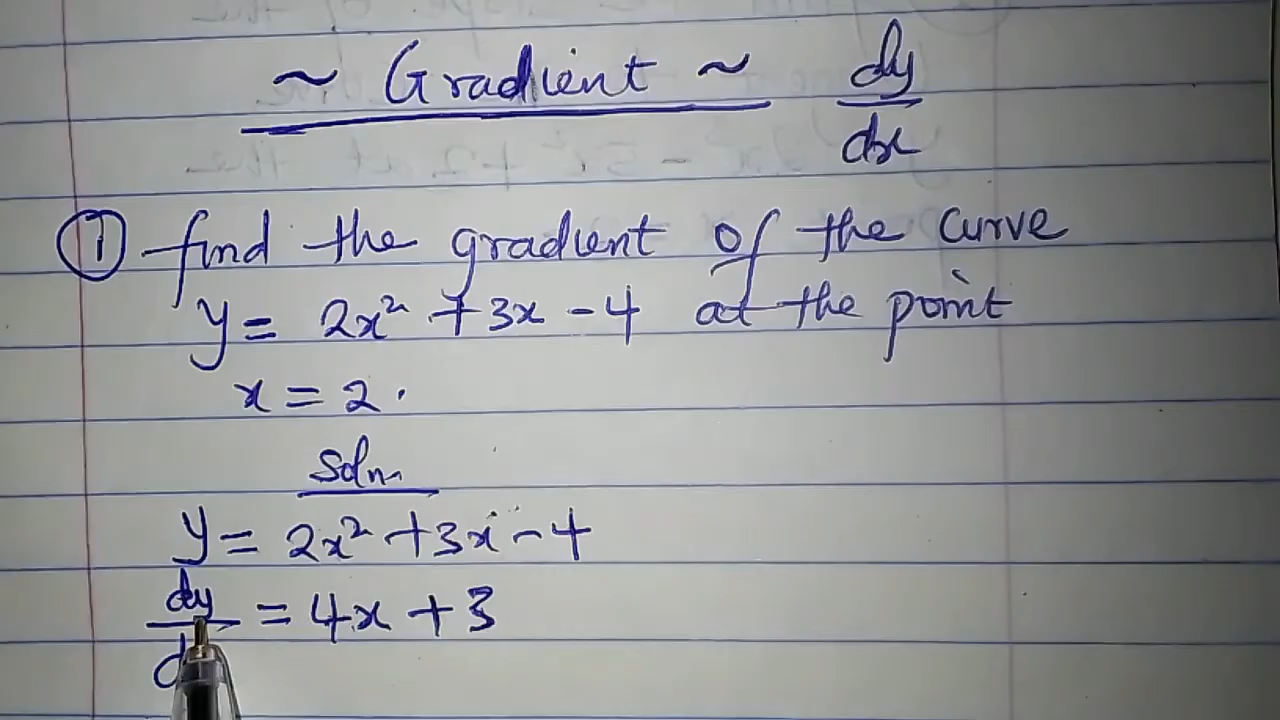 ~ Gradient ~ dy/dx
① find the gradient of the curve
y = 2x² + 3x - 4 at the point
x = 2.
Soln
y = 2x² + 3x - 4
dy/d = 4x + 3